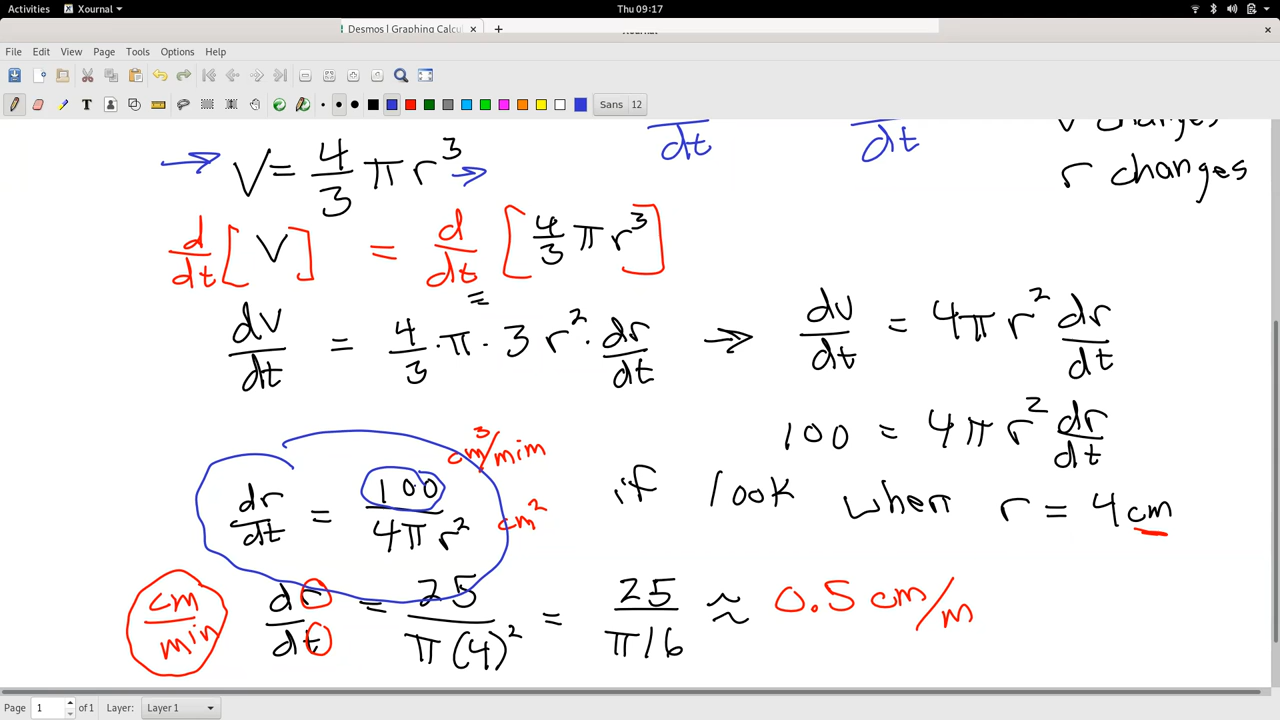 Activities Xournal Thu 09:17
Desmos | Graphing Calcu × +
File Edit View Page Tools Options Help
Sans 12
dt dt
V changes
r changes
V = 4/3 π r³
d/dt [ V ] = d/dt [ 4/3 π r³ ]
dV/dt = 4/3 · π · 3 r² · dr/dt → dV/dt = 4π r² dr/dt
100 = 4π r² dr/dt
dr/dt = 100 / 4π r² cm³/mim cm²
if look when r = 4 cm
cm/min dr/dt = 25 / π(4)² = 25 / π16 ≈ 0.5 cm/m
Page 1 of 1 Layer: Layer 1